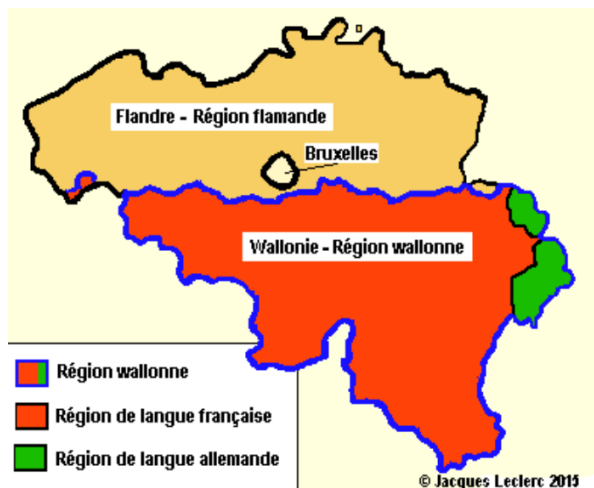 Flandre - Région flamande
Bruxelles
Wallonie - Région wallonne
Région wallonne
Région de langue française
Région de langue allemande
© Jacques Leclerc 2015